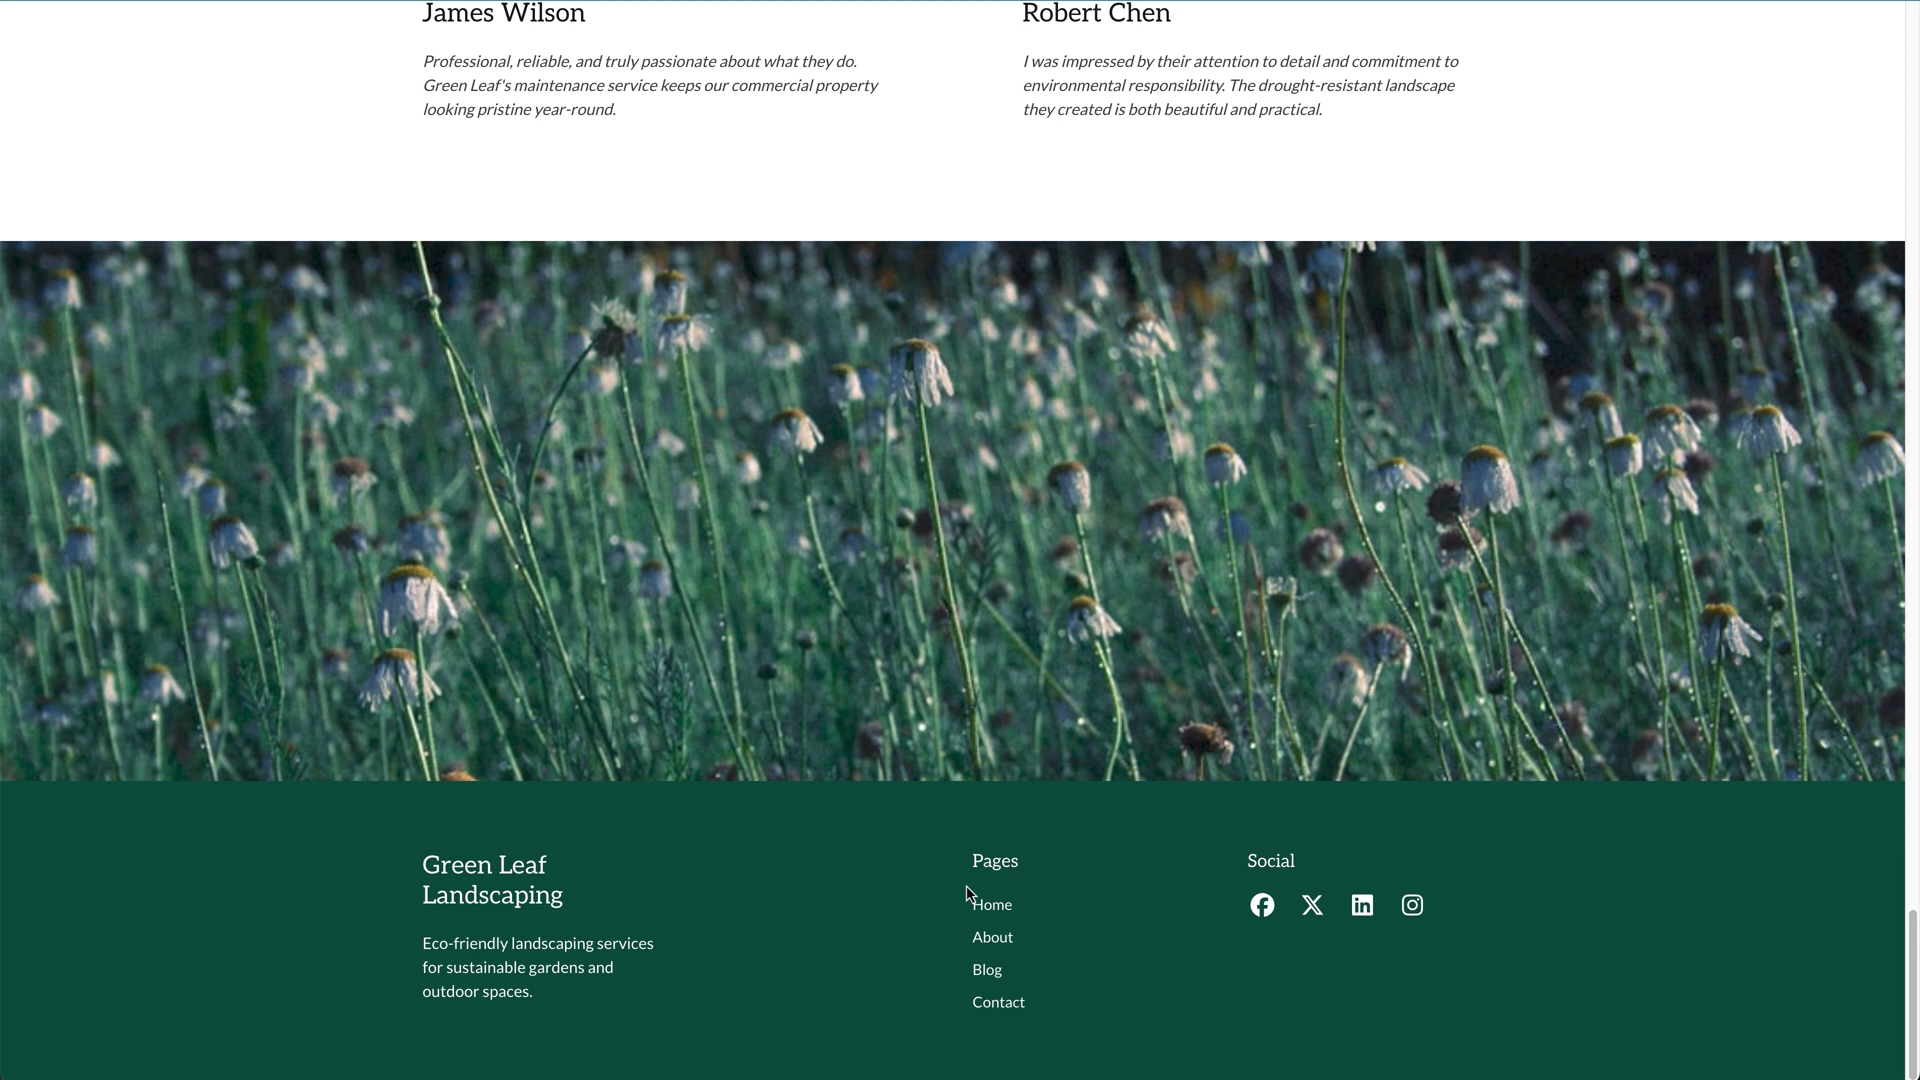 James Wilson
Professional, reliable, and truly passionate about what they do.
Green Leaf's maintenance service keeps our commercial property
looking pristine year-round.
Robert Chen
I was impressed by their attention to detail and commitment to
environmental responsibility. The drought-resistant landscape
they created is both beautiful and practical.
Green Leaf
Landscaping
Eco-friendly landscaping services
for sustainable gardens and
outdoor spaces.
Pages
Home
About
Blog
Contact
Social